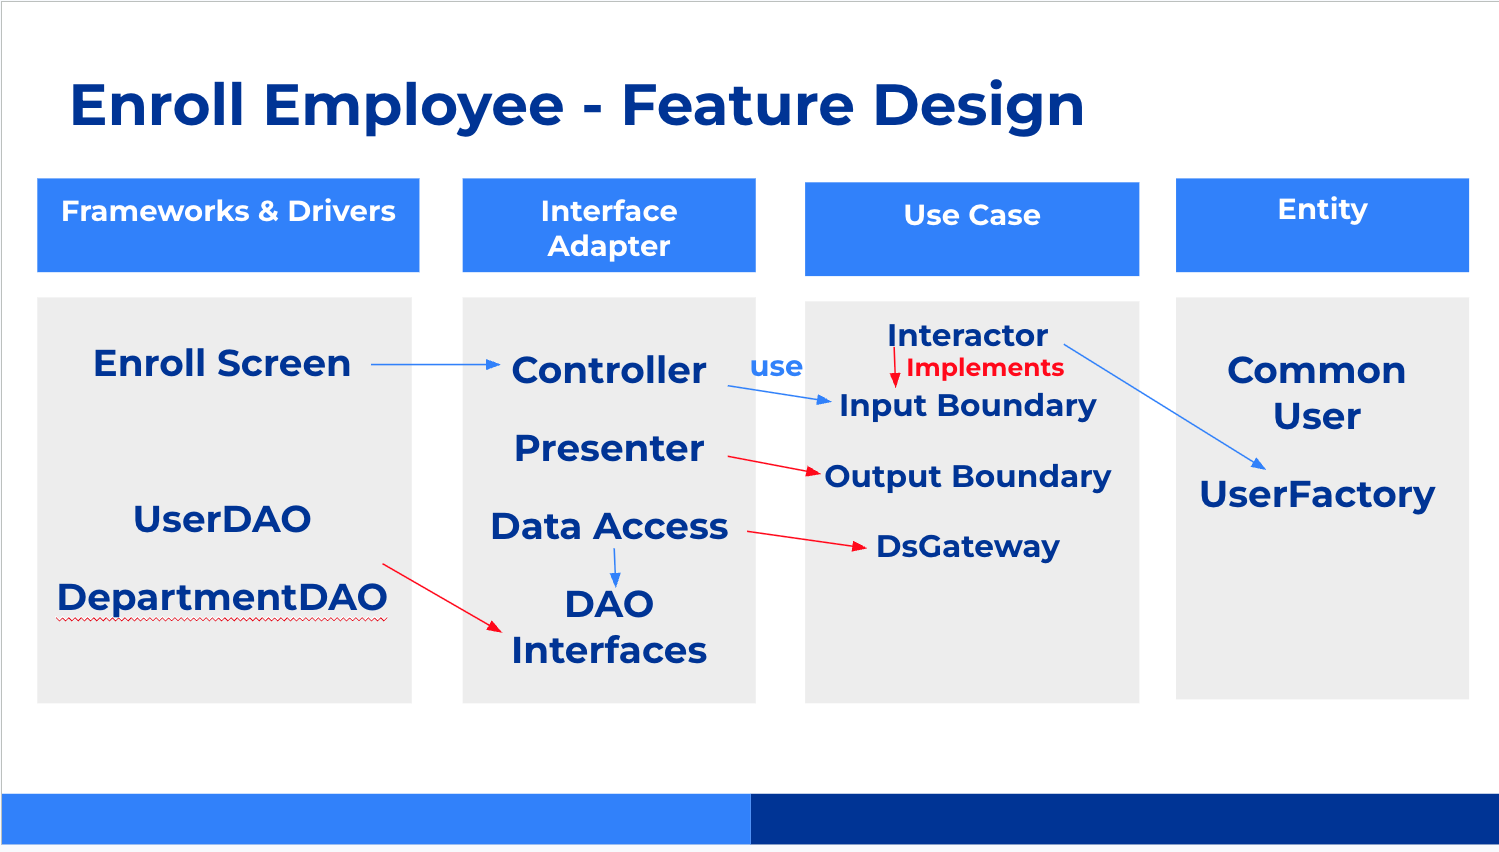 Enroll Employee - Feature Design
Frameworks & Drivers
Interface
Adapter
Use Case
Entity
Enroll Screen
UserDAO
DepartmentDAO
Controller
use
Presenter
Data Access
DAO
Interfaces
Interactor
Implements
Input Boundary
Output Boundary
DsGateway
Common
User
UserFactory